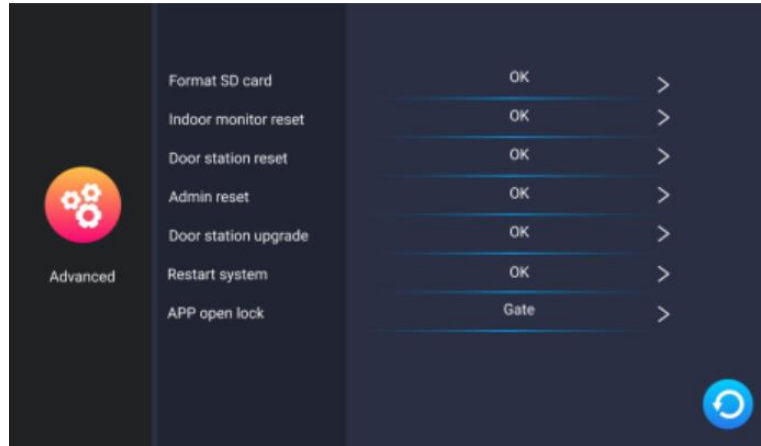 Format SD card OK
Indoor monitor reset OK
Door station reset OK
Admin reset OK
Door station upgrade OK
Advanced
Restart system OK
APP open lock Gate